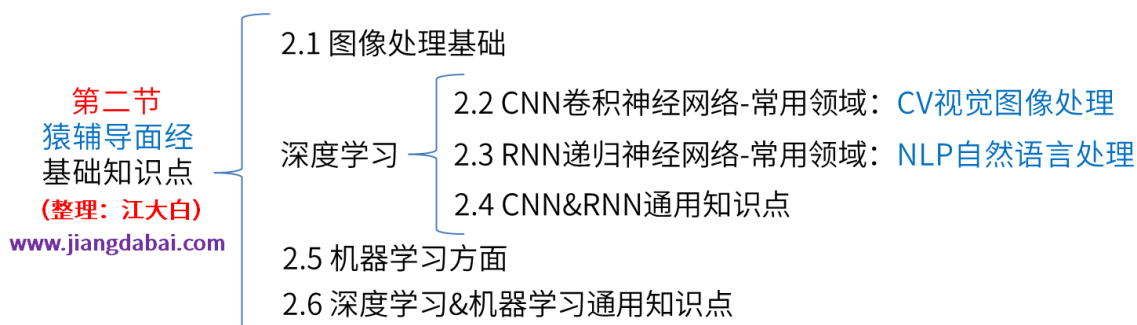 第二节
猿辅导面经
基础知识点
（整理：江大白）
www.jiangdabai.com
2.1 图像处理基础
深度学习
2.2 CNN卷积神经网络-常用领域：CV视觉图像处理
2.3 RNN递归神经网络-常用领域：NLP自然语言处理
2.4 CNN&RNN通用知识点
2.5 机器学习方面
2.6 深度学习&机器学习通用知识点